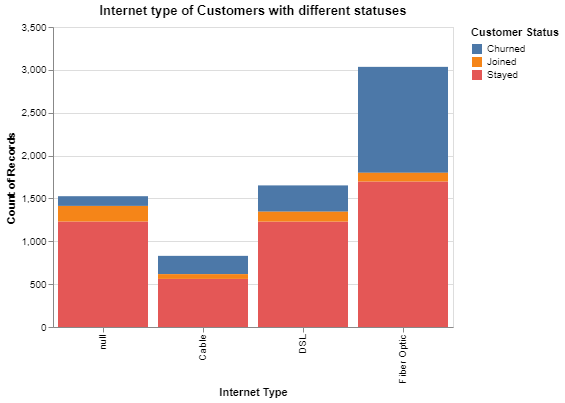 Internet type of Customers with different statuses
Customer Status
Churned
Joined
Stayed
Count of Records
3,500
3,000
2,500
2,000
1,500
1,000
500
0
null
Cable
DSL
Fiber Optic
Internet Type